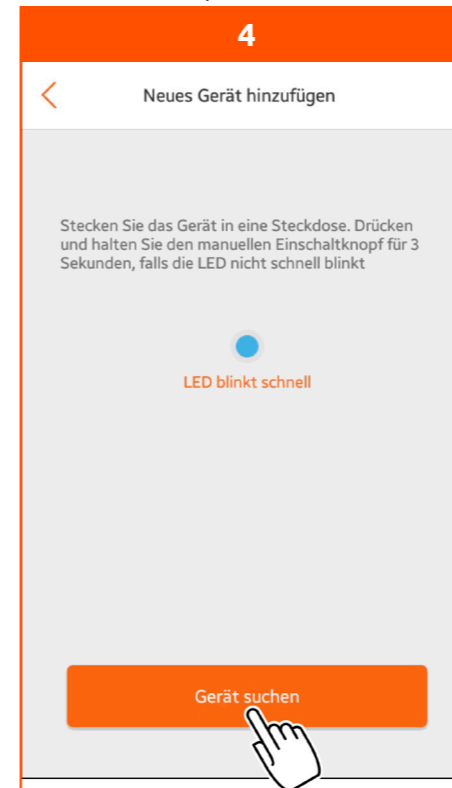 4
Neues Gerät hinzufügen
Stecken Sie das Gerät in eine Steckdose. Drücken
und halten Sie den manuellen Einschaltknopf für 3
Sekunden, falls die LED nicht schnell blinkt
LED blinkt schnell
Gerät suchen